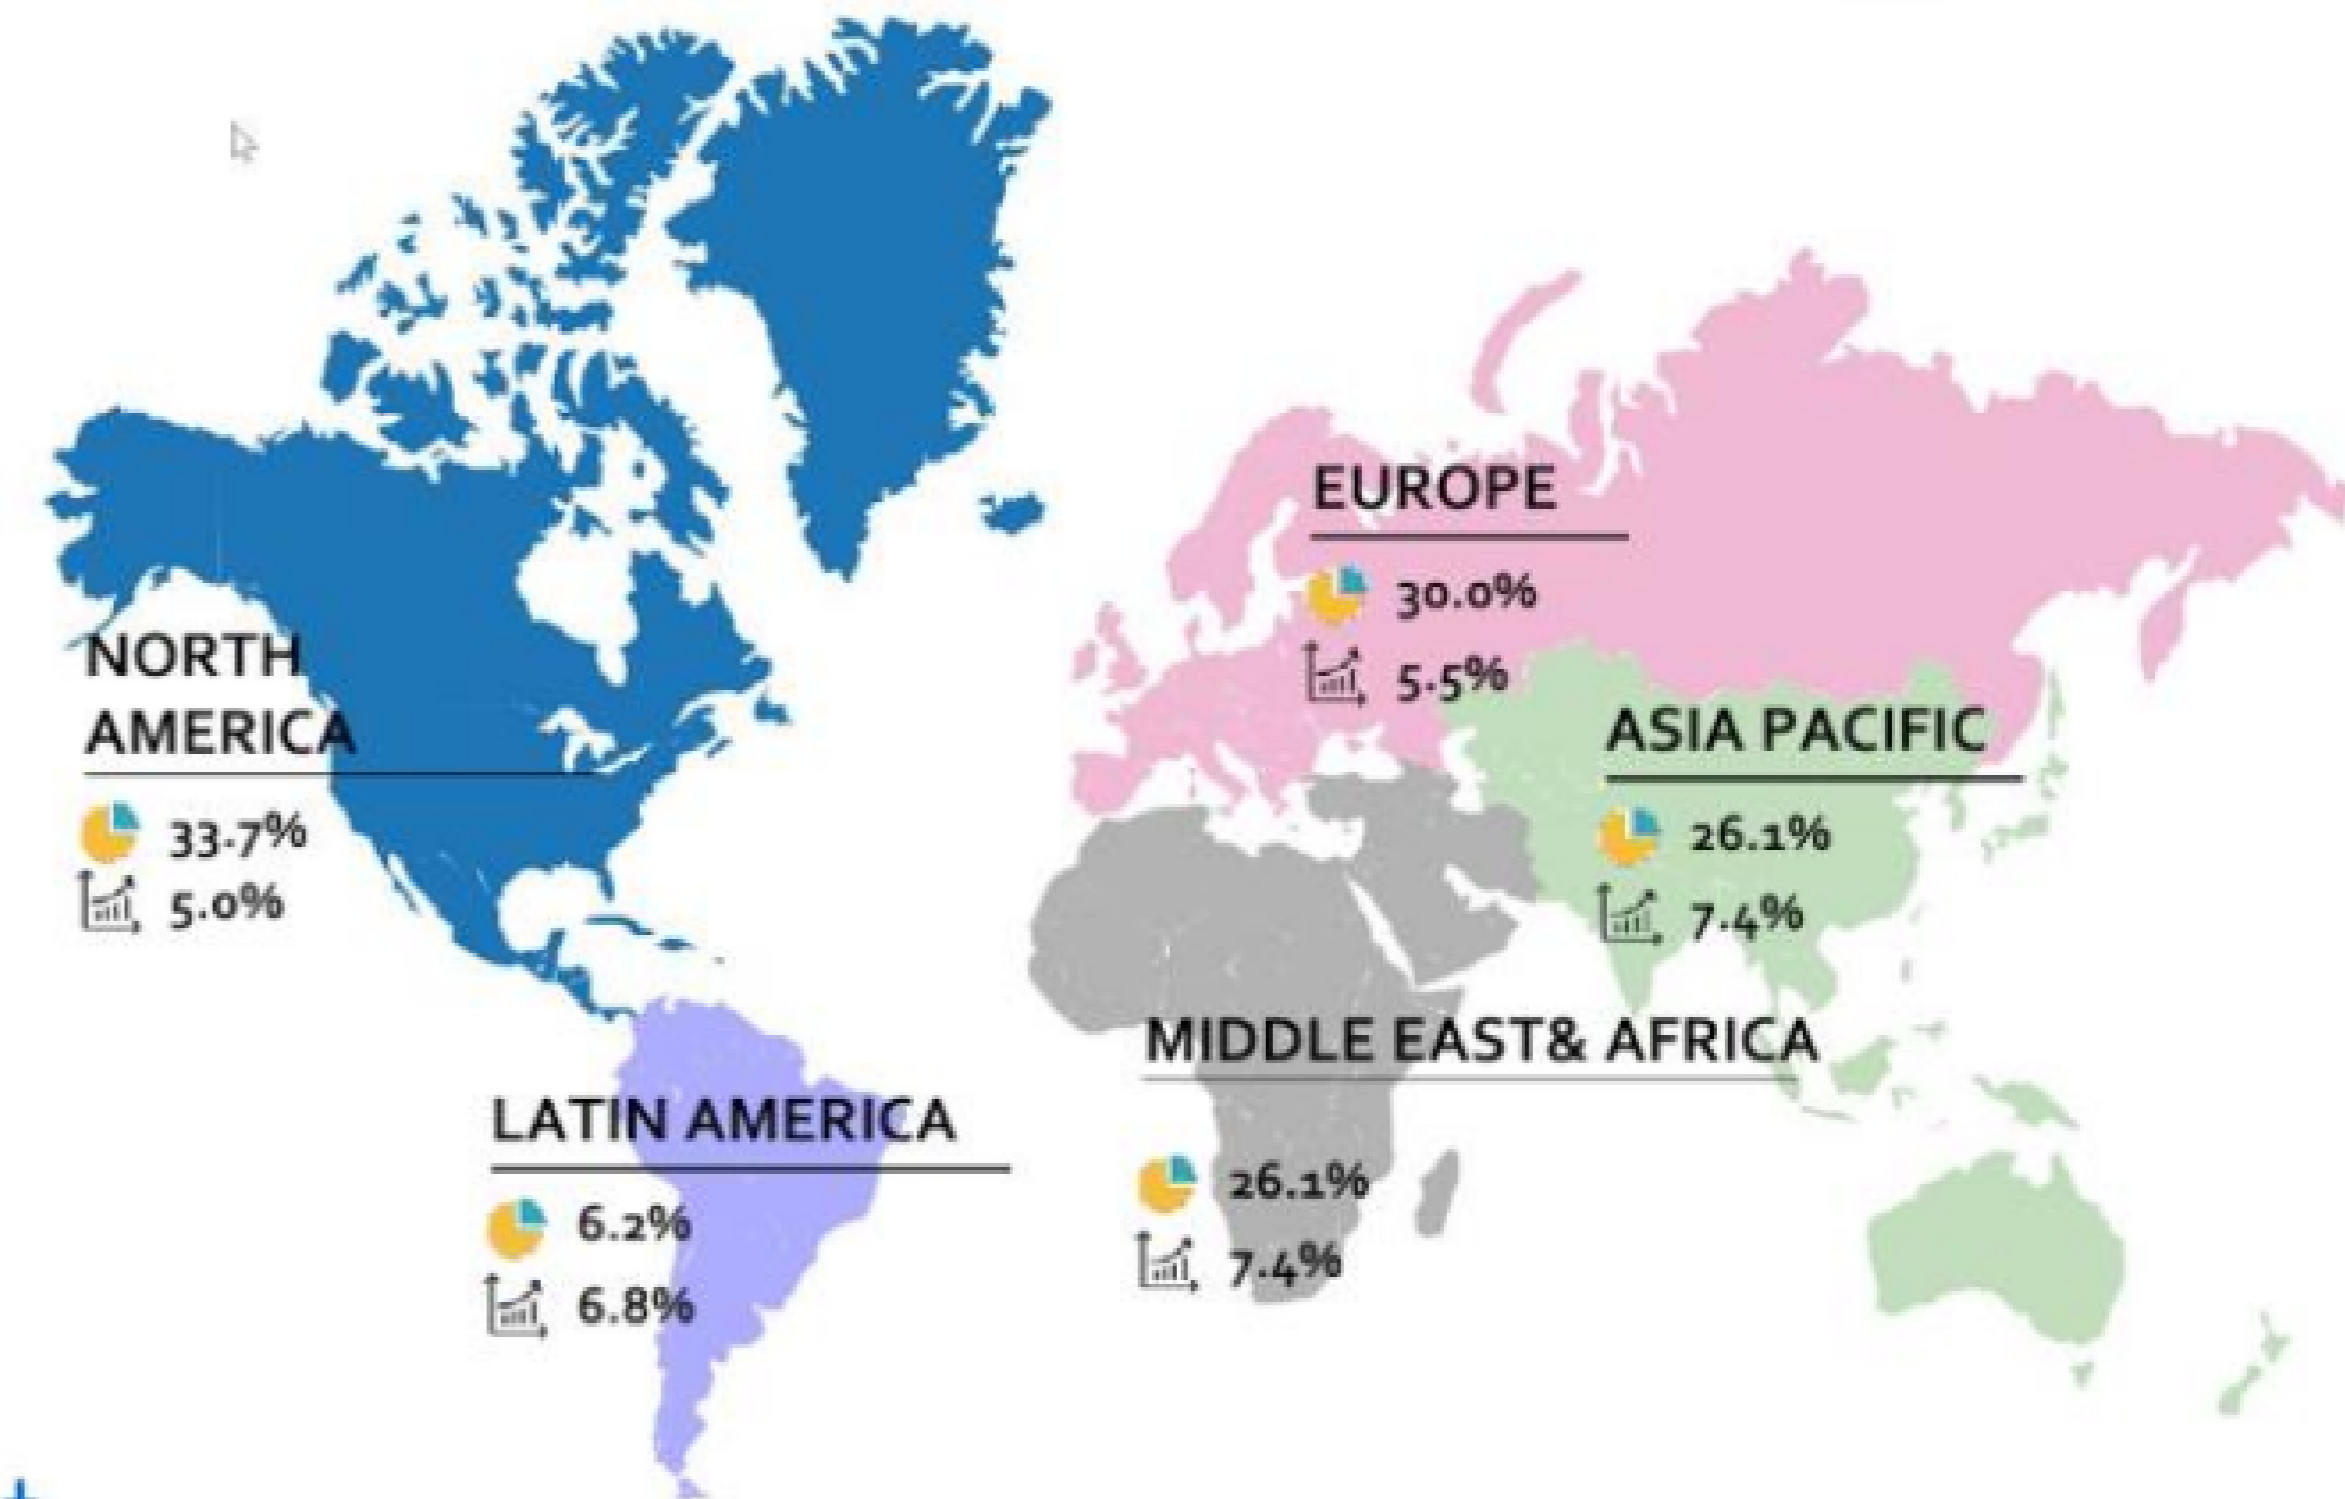 NORTH
AMERICA
33.7%
5.0%
LATIN AMERICA
6.2%
6.8%
EUROPE
30.0%
5.5%
ASIA PACIFIC
26.1%
7.4%
MIDDLE EAST& AFRICA
26.1%
7.4%